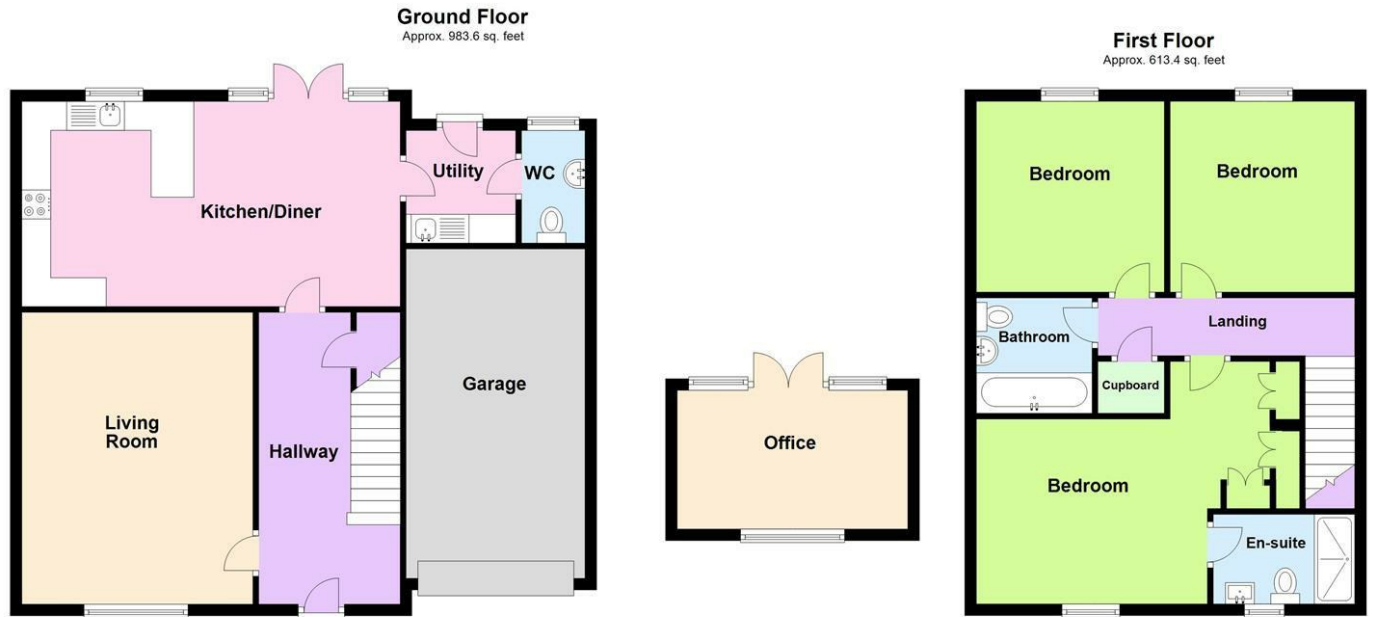 Ground Floor
Approx. 983.6 sq. feet
Kitchen/Diner
Utility
WC
Living
Room
Hallway
Garage
Office
First Floor
Approx. 613.4 sq. feet
Bedroom
Bedroom
Bathroom
Landing
Cupboard
Bedroom
En-suite